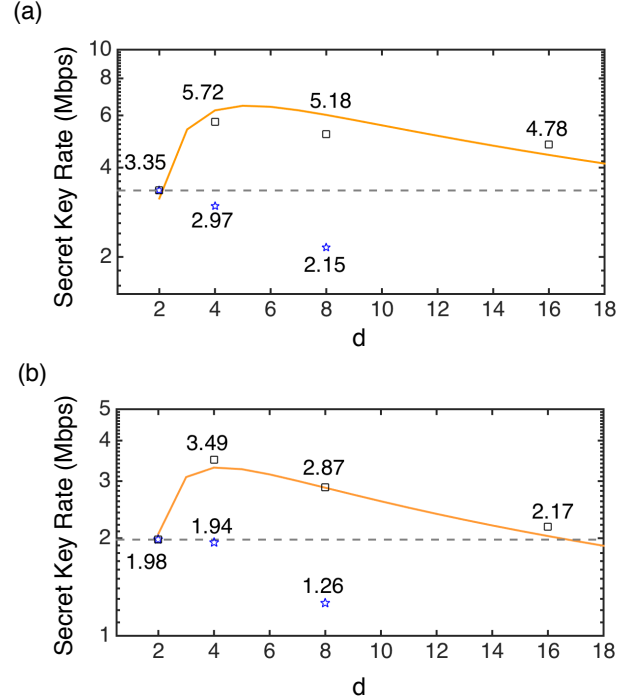 (a)
Secret Key Rate (Mbps)
10
8
6
4
2
5.72
5.18
4.78
3.35
2.97
2.15
2 4 6 8 10 12 14 16 18
d
(b)
Secret Key Rate (Mbps)
5
4
3
2
1
3.49
2.87
2.17
1.94
1.98
1.26
2 4 6 8 10 12 14 16 18
d